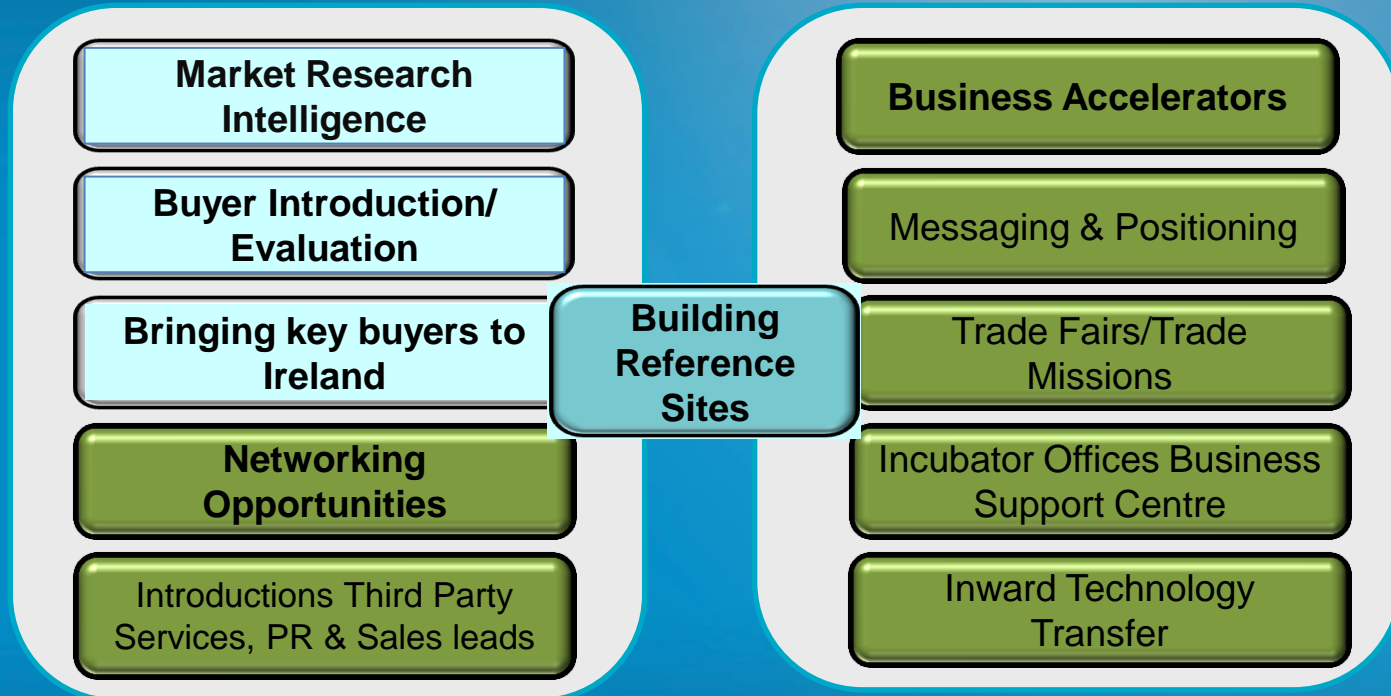 Market Research
Intelligence
Buyer Introduction/
Evaluation
Bringing key buyers to
Ireland
Networking
Opportunities
Introductions Third Party
Services, PR & Sales leads
Building
Reference
Sites
Business Accelerators
Messaging & Positioning
Trade Fairs/Trade
Missions
Incubator Offices Business
Support Centre
Inward Technology
Transfer